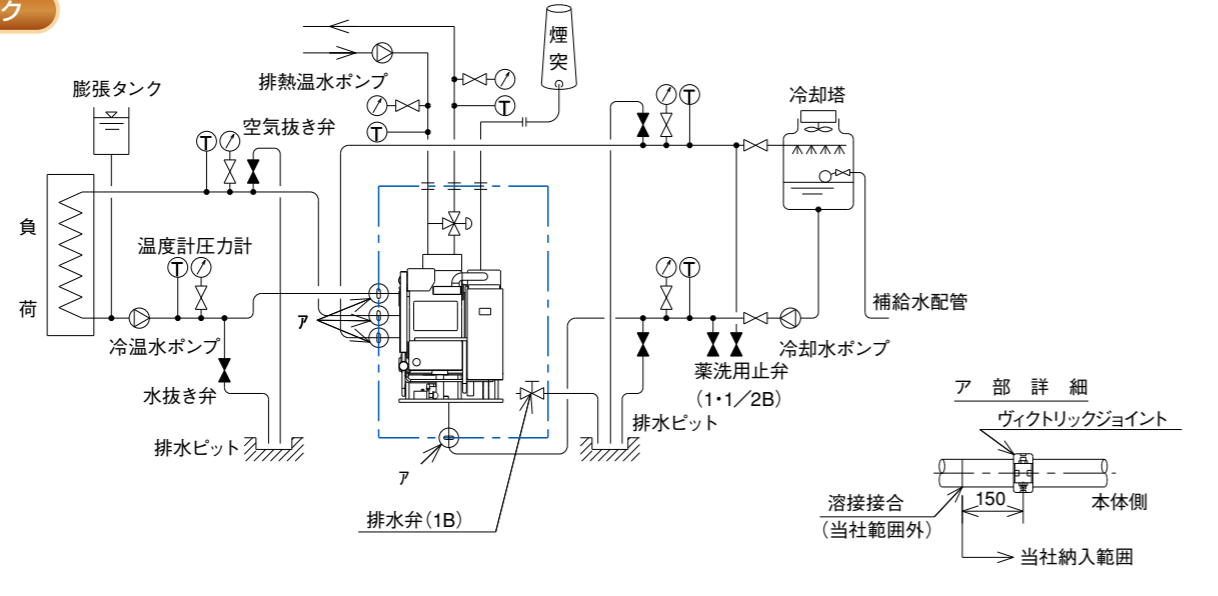 ク
煙突
排熱温水ポンプ
膨張タンク
空気抜き弁
T
T
T
T
冷却塔
負荷
温度計圧力計
T
T
ア
冷温水ポンプ
水抜き弁
排水ピット
補給水配管
冷却水ポンプ
薬洗用止弁
(1・1/2B)
排水ピット
ア
排水弁(1B)
ア部詳細
ヴィクトリックジョイント
溶接接合
(当社範囲外)
150
本体側
当社納入範囲